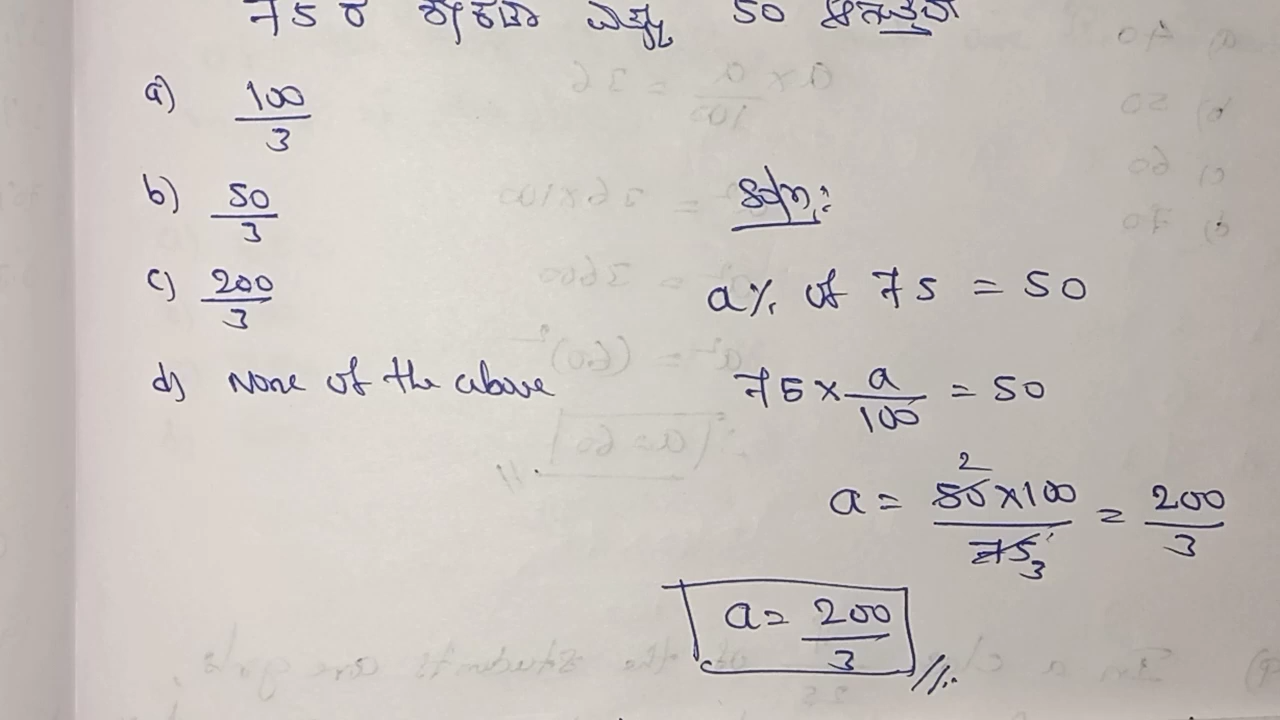 75 ರ ಶೇಕಡಾ ಎಷ್ಟು 50 ಆಗುತ್ತದೆ
a) 100/3
b) 50/3
c) 200/3
d) None of the above
Soln:
a% of 75 = 50
75 × a/100 = 50
a = 50×100/75 = 200/3
a = 200/3